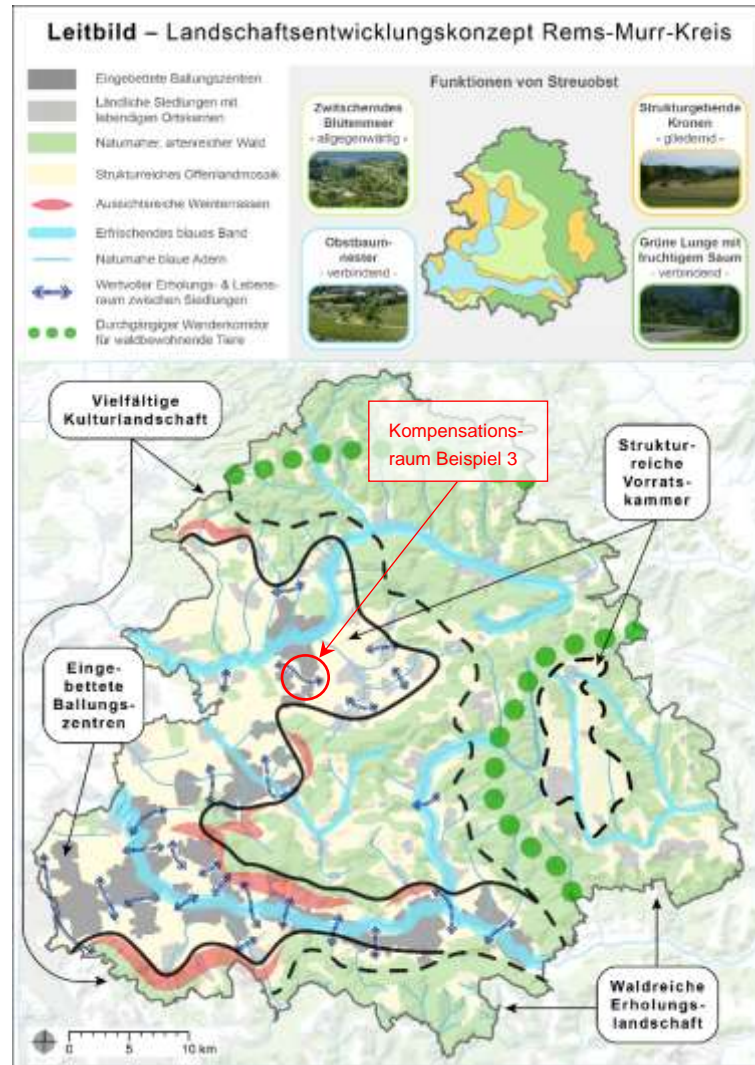 Leitbild – Landschaftsentwicklungskonzept Rems-Murr-Kreis
Eingebettete Ballungszentren
Ländliche Siedlungen mit
lebendigen Ortskernen
Naturnaher, artenreicher Wald
Strukturreiches Offenlandmosaik
Aussichtsreiche Weinterrassen
Erfrischendes blaues Band
Naturnahe blaue Adern
Wertvoller Erholungs- & Lebens-
raum zwischen Siedlungen
Durchgängiger Wanderkorridor
für waldbewohnende Tiere
Funktionen von Streuobst
Zwitscherndes
Blütenmeer
- allgegenwärtig -
Strukturgebende
Kronen
- gliedernd -
Obstbaum-
nester
- verbindend -
Grüne Lunge mit
fruchtigem Saum
- verbindend -
Vielfältige
Kulturlandschaft
Kompensations-
raum Beispiel 3
Struktur-
reiche
Vorrats-
kammer
Einge-
bettete
Ballungs-
zentren
Waldreiche
Erholungs-
landschaft
0 5 10 km